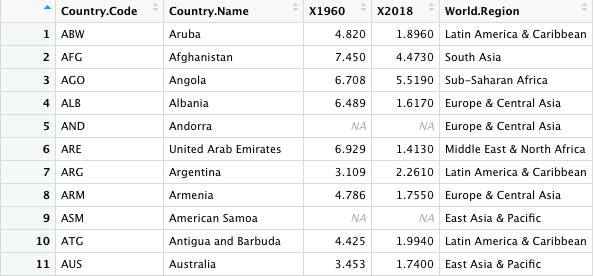 Country.Code Country.Name X1960 X2018 World.Region
1 ABW Aruba 4.820 1.8960 Latin America & Caribbean
2 AFG Afghanistan 7.450 4.4730 South Asia
3 AGO Angola 6.708 5.5190 Sub-Saharan Africa
4 ALB Albania 6.489 1.6170 Europe & Central Asia
5 AND Andorra NA NA Europe & Central Asia
6 ARE United Arab Emirates 6.929 1.4130 Middle East & North Africa
7 ARG Argentina 3.109 2.2610 Latin America & Caribbean
8 ARM Armenia 4.786 1.7550 Europe & Central Asia
9 ASM American Samoa NA NA East Asia & Pacific
10 ATG Antigua and Barbuda 4.425 1.9940 Latin America & Caribbean
11 AUS Australia 3.453 1.7400 East Asia & Pacific